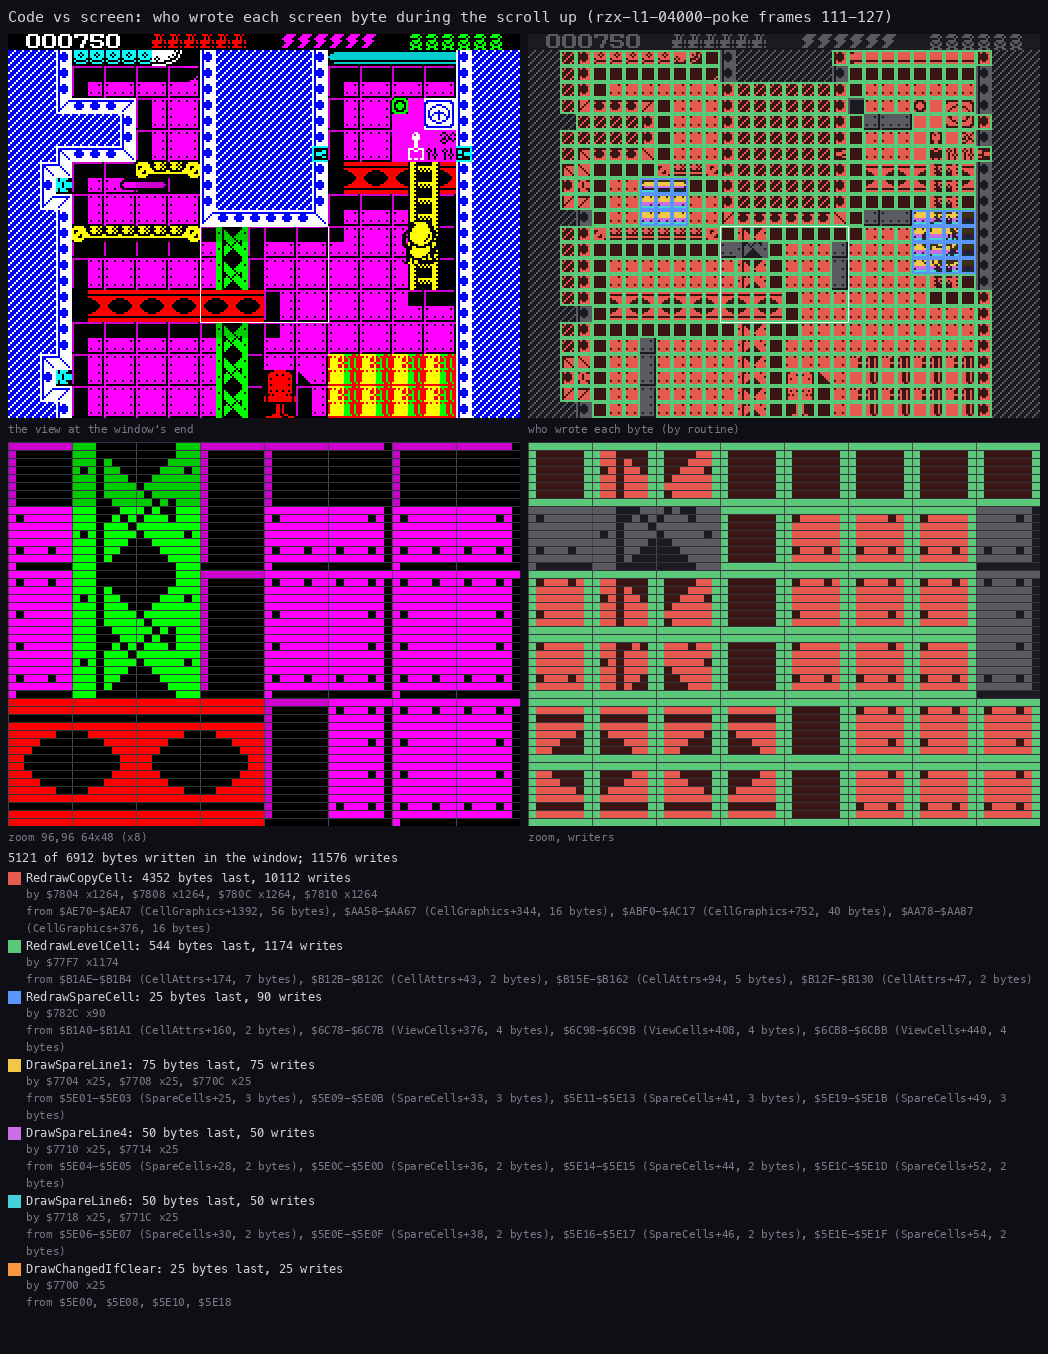 Code vs screen: who wrote each screen byte during the scroll up (rzx-l1-04000-poke frames 111-127)
000750
000750
the view at the window's end
who wrote each byte (by routine)
zoom 96,96 64x48 (x8)
zoom, writers
5121 of 6912 bytes written in the window; 11576 writes
RedrawCopyCell: 4352 bytes last, 10112 writes
by $7804 x1264, $7808 x1264, $780C x1264, $7810 x1264
from $AE70-$AEA7 (CellGraphics+1392, 56 bytes), $AA58-$AA67 (CellGraphics+344, 16 bytes), $ABF0-$AC17 (CellGraphics+752, 40 bytes), $AA78-$AA87
(CellGraphics+376, 16 bytes)
RedrawLevelCell: 544 bytes last, 1174 writes
by $77F7 x1174
from $B1AE-$B1B4 (CellAttrs+174, 7 bytes), $B12B-$B12C (CellAttrs+43, 2 bytes), $B15E-$B162 (CellAttrs+94, 5 bytes), $B12F-$B130 (CellAttrs+47, 2 bytes)
RedrawSpareCell: 25 bytes last, 90 writes
by $782C x90
from $B1A0-$B1A1 (CellAttrs+160, 2 bytes), $6C78-$6C7B (ViewCells+376, 4 bytes), $6C98-$6C9B (ViewCells+408, 4 bytes), $6CB8-$6CBB (ViewCells+440, 4
bytes)
DrawSpareLine1: 75 bytes last, 75 writes
by $7704 x25, $7708 x25, $770C x25
from $5E01-$5E03 (SpareCells+25, 3 bytes), $5E09-$5E0B (SpareCells+33, 3 bytes), $5E11-$5E13 (SpareCells+41, 3 bytes), $5E19-$5E1B (SpareCells+49, 3
bytes)
DrawSpareLine4: 50 bytes last, 50 writes
by $7710 x25, $7714 x25
from $5E04-$5E05 (SpareCells+28, 2 bytes), $5E0C-$5E0D (SpareCells+36, 2 bytes), $5E14-$5E15 (SpareCells+44, 2 bytes), $5E1C-$5E1D (SpareCells+52, 2
bytes)
DrawSpareLine6: 50 bytes last, 50 writes
by $7718 x25, $771C x25
from $5E06-$5E07 (SpareCells+30, 2 bytes), $5E0E-$5E0F (SpareCells+38, 2 bytes), $5E16-$5E17 (SpareCells+46, 2 bytes), $5E1E-$5E1F (SpareCells+54, 2
bytes)
DrawChangedIfClear: 25 bytes last, 25 writes
by $7700 x25
from $5E00, $5E08, $5E10, $5E18